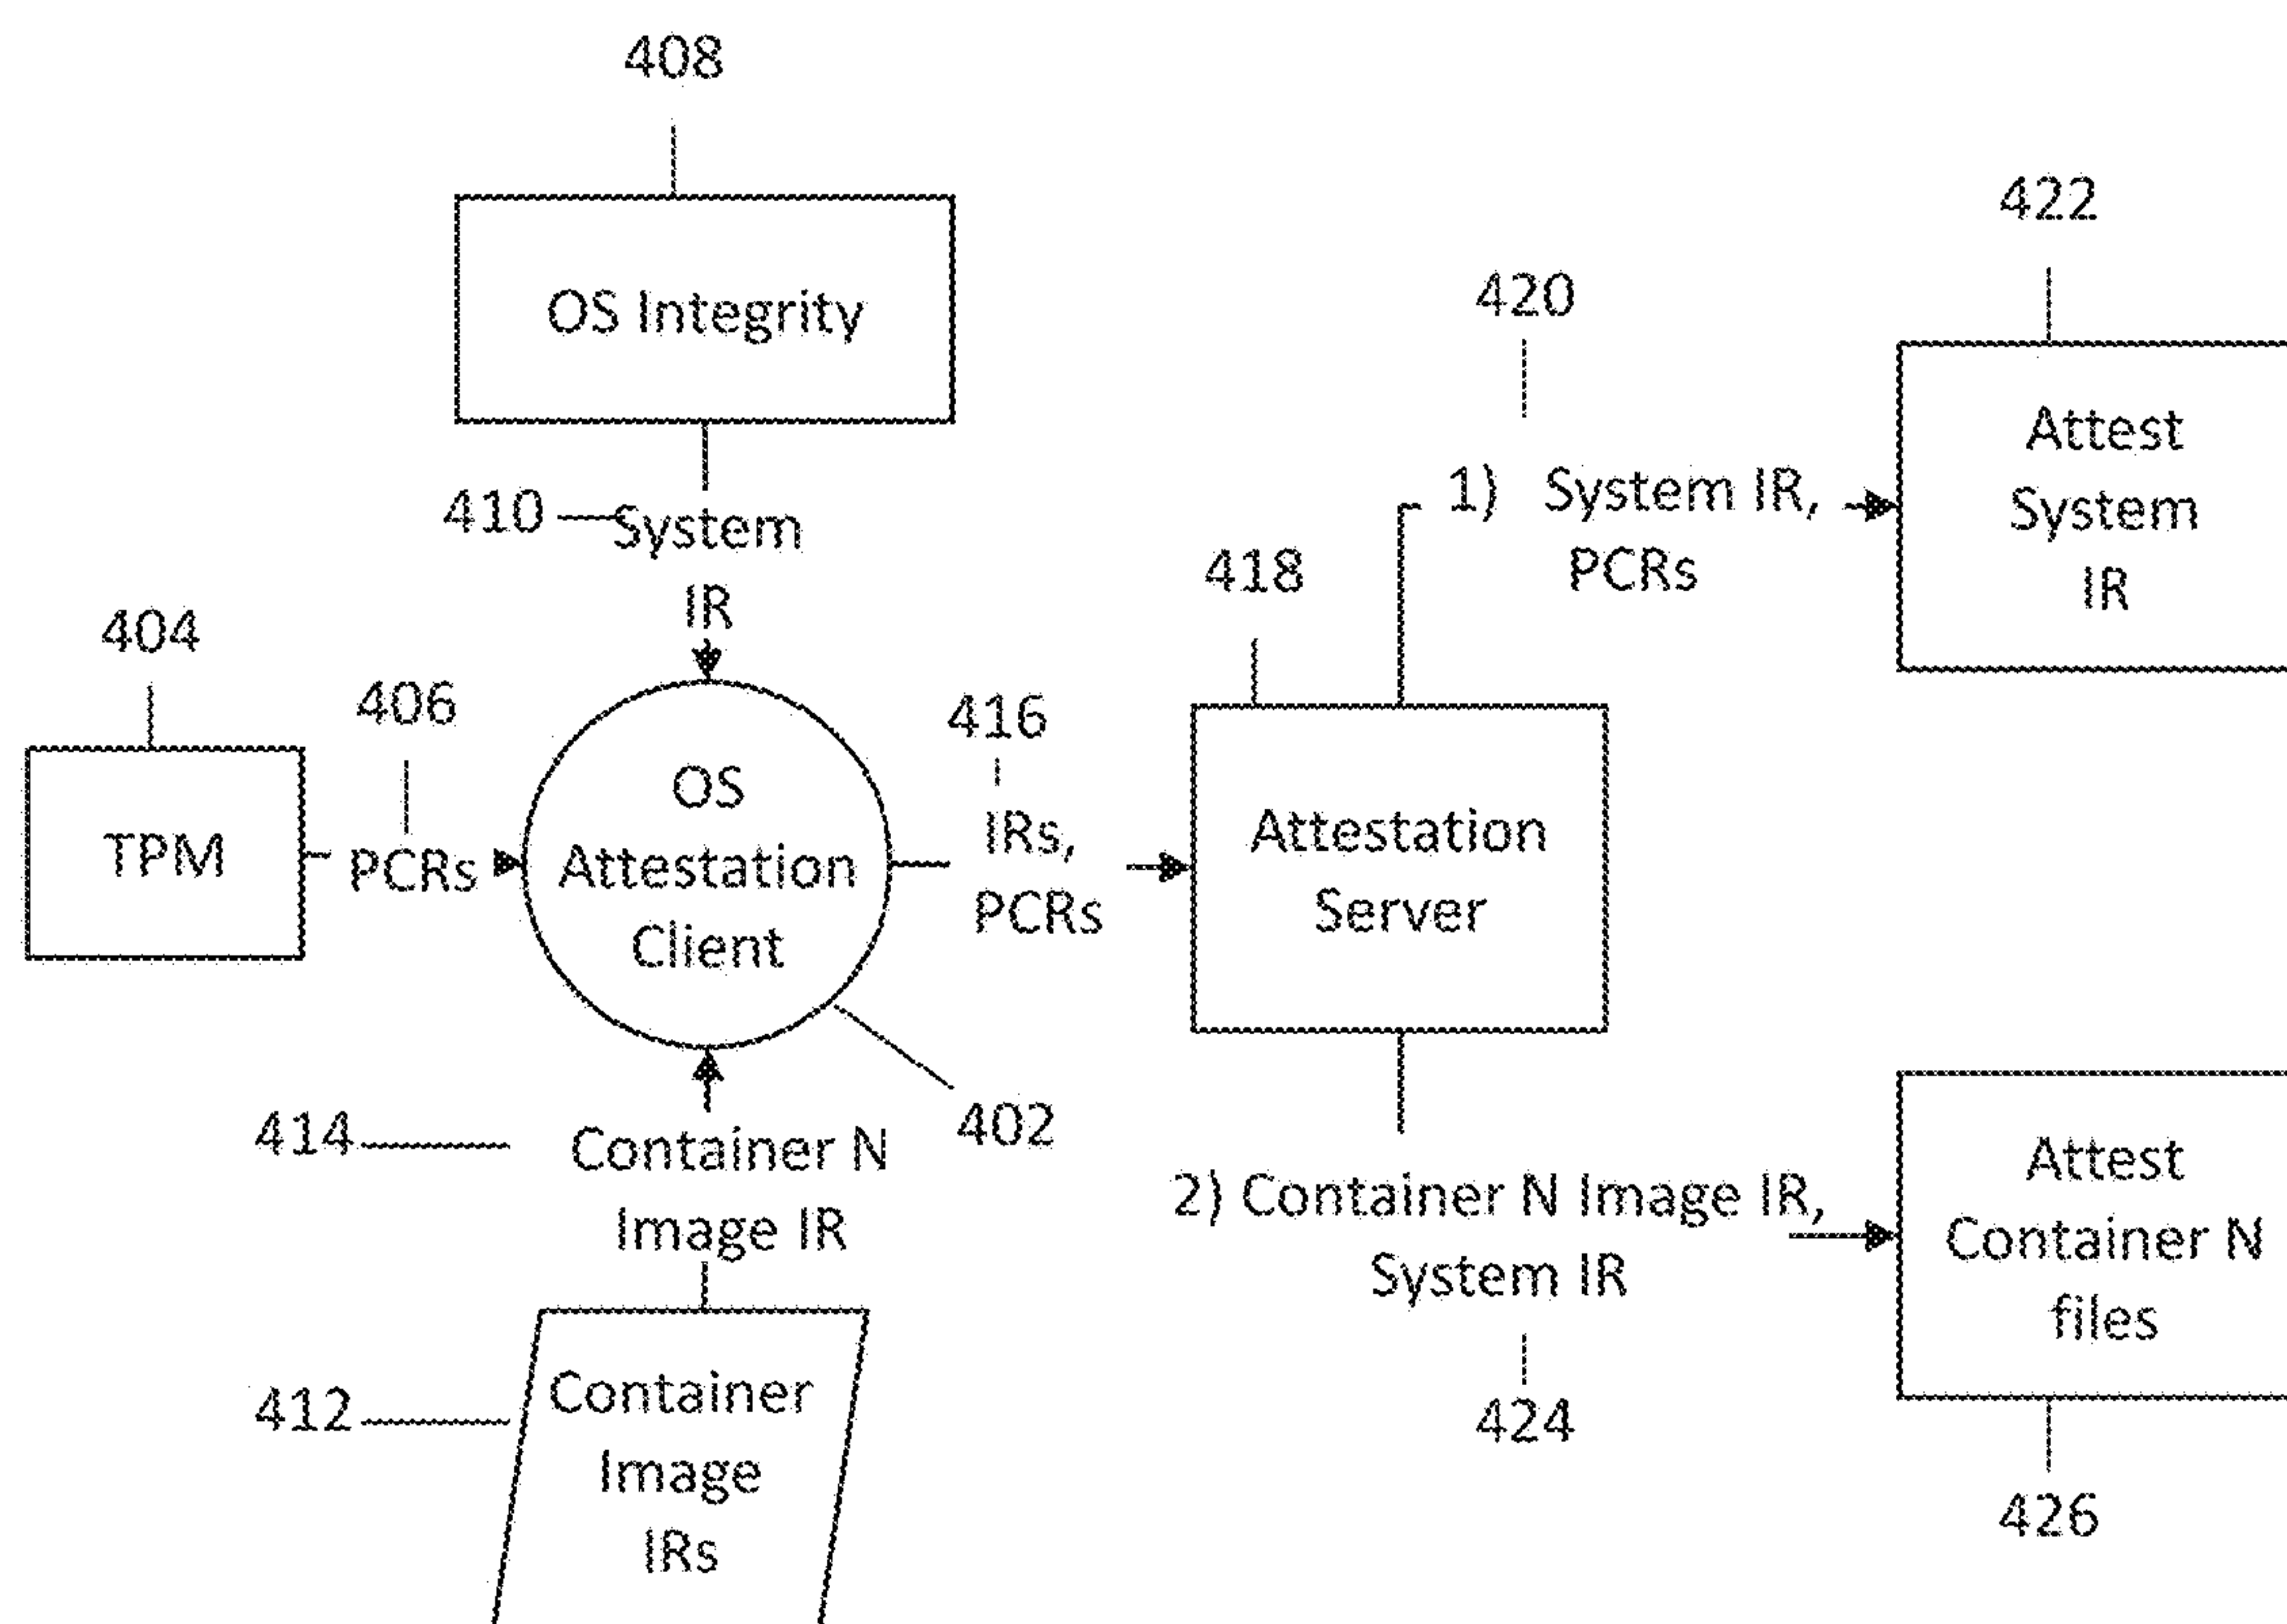 408
OS Integrity
410
System
IR
404
TPM
406
PCRs
OS
Attestation
Client
402
414
Container N
Image IR
412
Container
Image
IRs
416
IRs,
PCRs
418
Attestation
Server
420
1) System IR,
PCRs
422
Attest
System
IR
2) Container N Image IR,
System IR
424
Attest
Container N
files
426